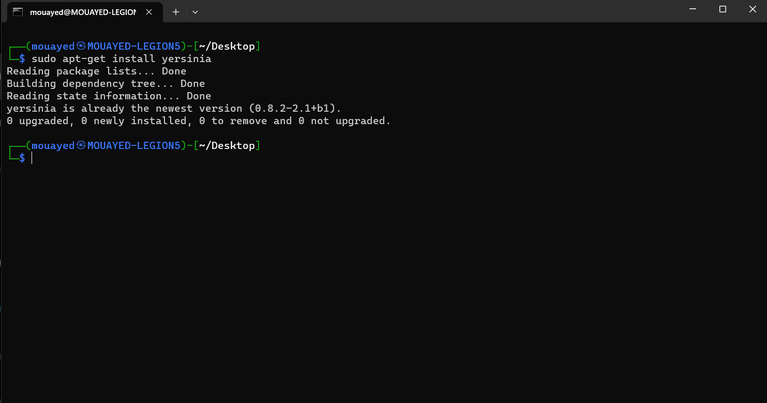 mouayed@MOUAYED-LEGION
┌──(mouayed㉿MOUAYED-LEGION5)-[~/Desktop]
└─$ sudo apt-get install yersinia
Reading package lists... Done
Building dependency tree... Done
Reading state information... Done
yersinia is already the newest version (0.8.2-2.1+b1).
0 upgraded, 0 newly installed, 0 to remove and 0 not upgraded.
┌──(mouayed㉿MOUAYED-LEGION5)-[~/Desktop]
└─$